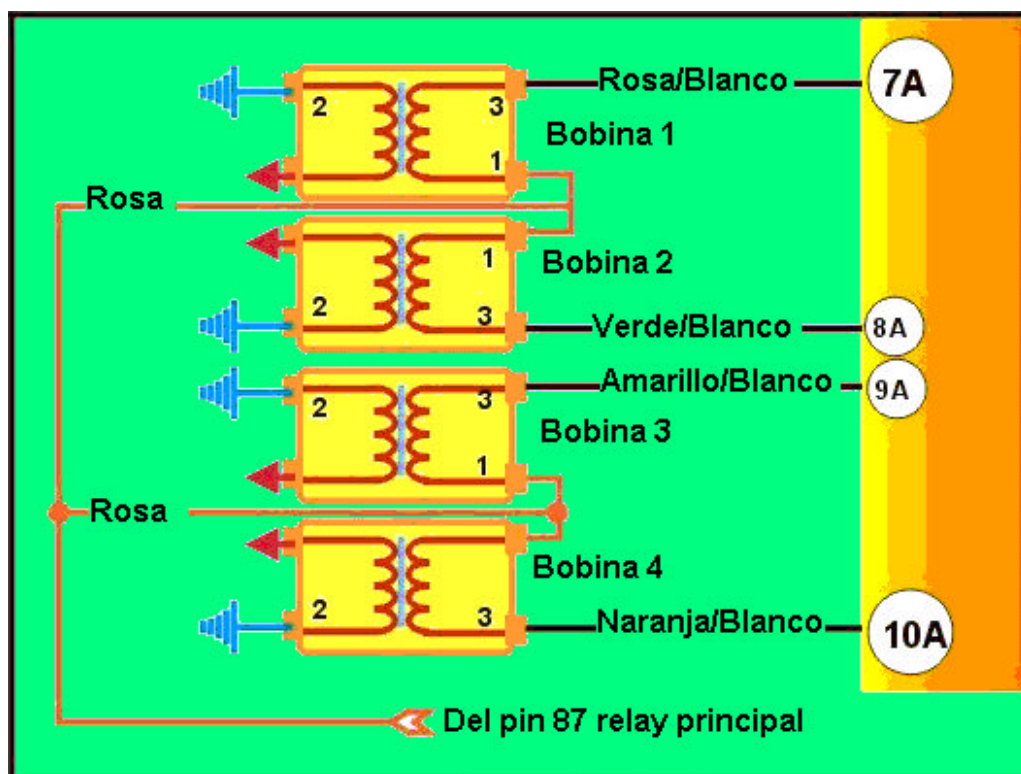 Rosa/Blanco
7A
2
3
Bobina 1
1
Rosa
1
Bobina 2
2
3
Verde/Blanco
8A
Amarillo/Blanco
9A
2
3
Bobina 3
1
Rosa
Bobina 4
2
3
Naranja/Blanco
10A
Del pin 87 relay principal